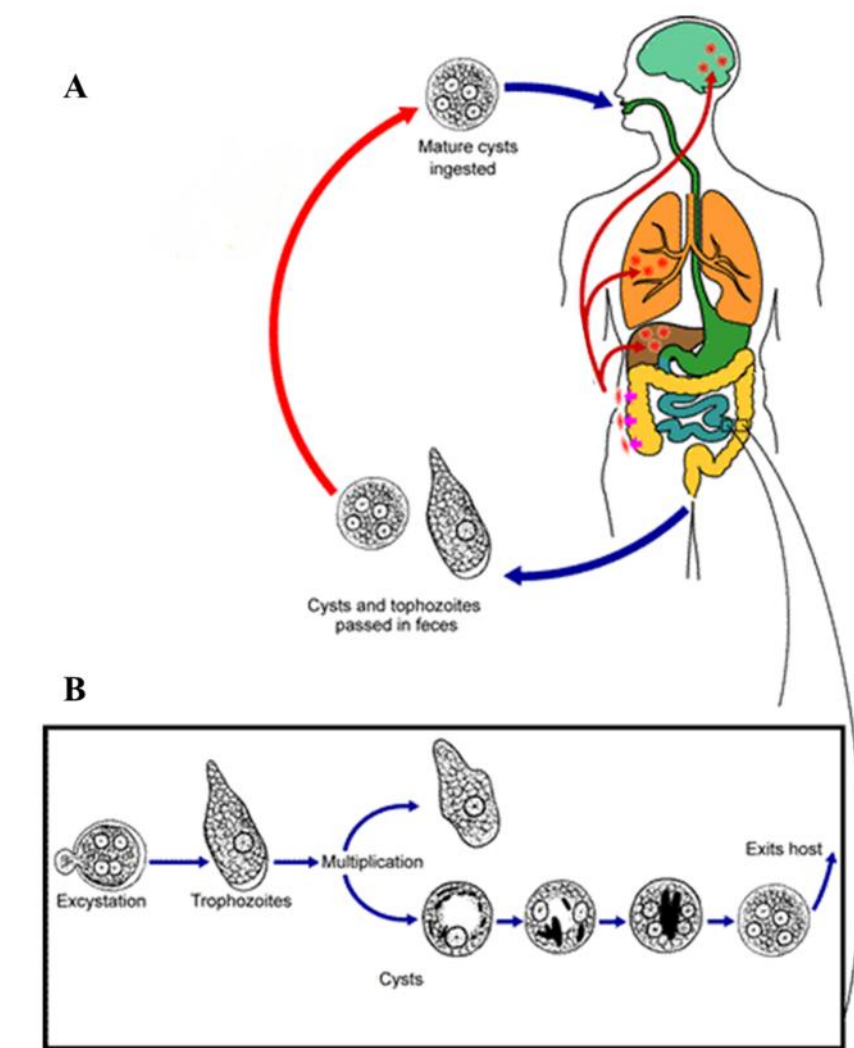 A
Mature cysts
ingested
Cysts and tophozoites
passed in feces
B
Exits host
Multiplication
Excystation
Trophozoites
Cysts